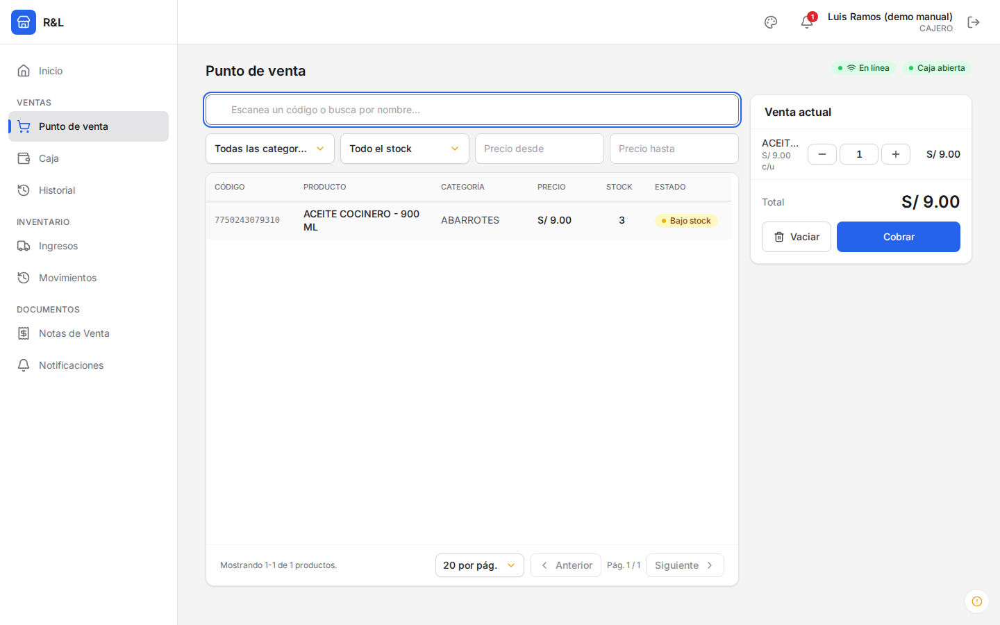 R&L
1
Luis Ramos (demo manual)
CAJERO
Inicio
VENTAS
Punto de venta
Caja
Historial
INVENTARIO
Ingresos
Movimientos
DOCUMENTOS
Notas de Venta
Notificaciones
Punto de venta
En línea
Caja abierta
Escanea un código o busca por nombre...
Todas las categor...
Todo el stock
Precio desde
Precio hasta
CÓDIGO PRODUCTO CATEGORÍA PRECIO STOCK ESTADO
7750243079310 ACEITE COCINERO - 900 ML ABARROTES S/ 9.00 3 Bajo stock
Mostrando 1-1 de 1 productos.
20 por pág.
Anterior
Pág. 1 / 1
Siguiente
Venta actual
ACEIT...
S/ 9.00
c/u
1
S/ 9.00
Total S/ 9.00
Vaciar
Cobrar